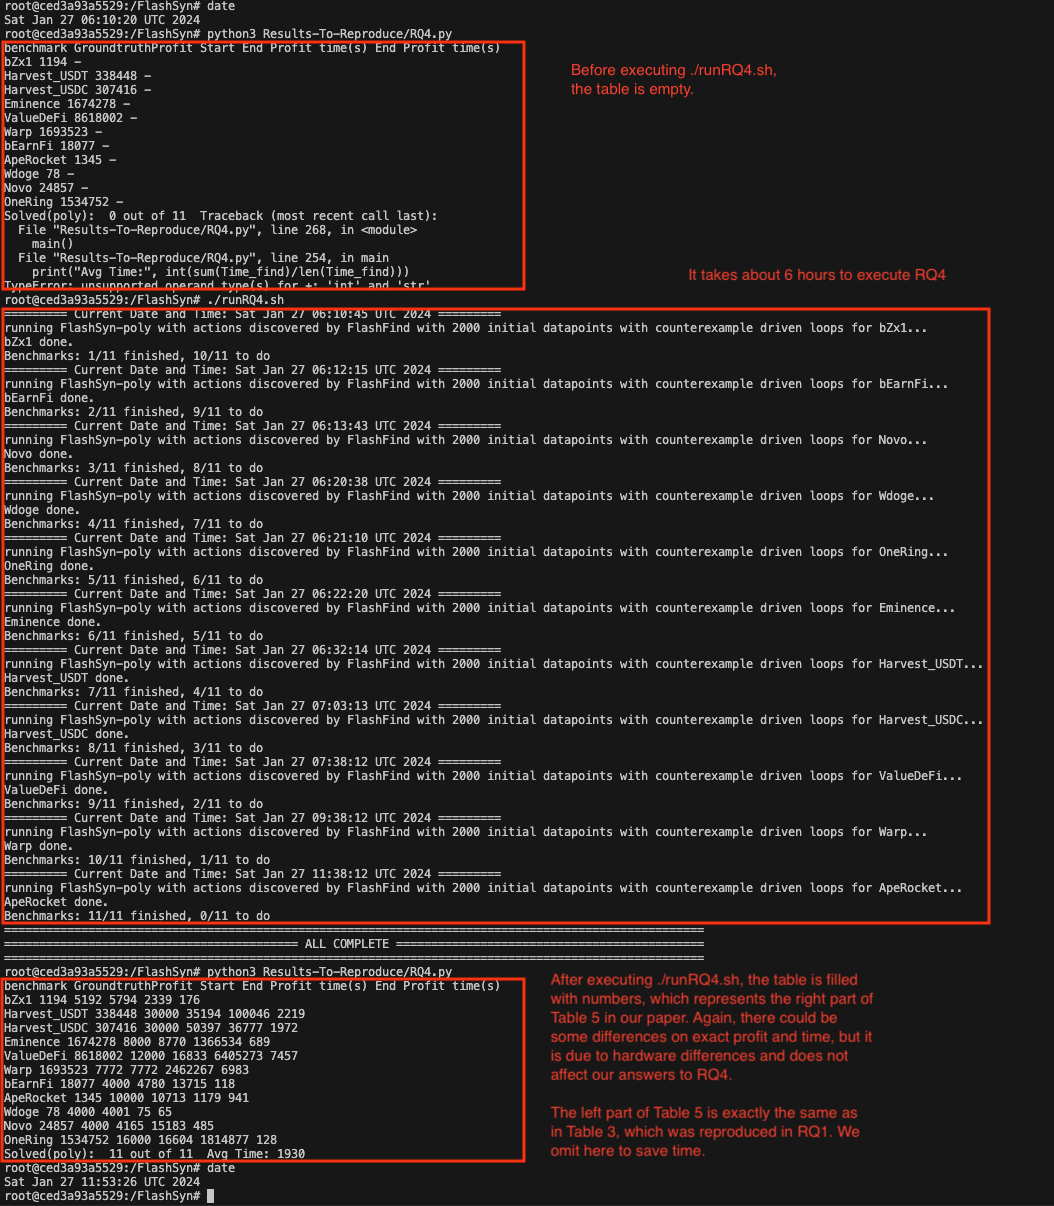 root@ced3a93a5529:/FlashSyn# date
Sat Jan 27 06:10:20 UTC 2024
root@ced3a93a5529:/FlashSyn# python3 Results-To-Reproduce/RQ4.py
benchmark GroundtruthProfit Start End Profit time(s) End Profit time(s)
bZx1 1194 –
Harvest_USDT 338448 –
Harvest_USDC 307416 –
Eminence 1674278 –
ValueDeFi 8618002 –
Warp 1693523 –
bEarnFi 18077 –
ApeRocket 1345 –
Wdoge 78 –
Novo 24857 –
OneRing 1534752 –
Solved(poly):  0 out of 11  Traceback (most recent call last):
  File "Results-To-Reproduce/RQ4.py", line 268, in <module>
    main()
  File "Results-To-Reproduce/RQ4.py", line 254, in main
    print("Avg Time:", int(sum(Time_find)/len(Time_find)))
TypeError: unsupported operand type(s) for +: 'int' and 'str'
Before executing ./runRQ4.sh,
the table is empty.
It takes about 6 hours to execute RQ4
root@ced3a93a5529:/FlashSyn# ./runRQ4.sh
========= Current Date and Time: Sat Jan 27 06:10:45 UTC 2024 =========
running FlashSyn-poly with actions discovered by FlashFind with 2000 initial datapoints with counterexample driven loops for bZx1...
bZx1 done.
Benchmarks: 1/11 finished, 10/11 to do
========= Current Date and Time: Sat Jan 27 06:12:15 UTC 2024 =========
running FlashSyn-poly with actions discovered by FlashFind with 2000 initial datapoints with counterexample driven loops for bEarnFi...
bEarnFi done.
Benchmarks: 2/11 finished, 9/11 to do
========= Current Date and Time: Sat Jan 27 06:13:43 UTC 2024 =========
running FlashSyn-poly with actions discovered by FlashFind with 2000 initial datapoints with counterexample driven loops for Novo...
Novo done.
Benchmarks: 3/11 finished, 8/11 to do
========= Current Date and Time: Sat Jan 27 06:20:38 UTC 2024 =========
running FlashSyn-poly with actions discovered by FlashFind with 2000 initial datapoints with counterexample driven loops for Wdoge...
Wdoge done.
Benchmarks: 4/11 finished, 7/11 to do
========= Current Date and Time: Sat Jan 27 06:21:10 UTC 2024 =========
running FlashSyn-poly with actions discovered by FlashFind with 2000 initial datapoints with counterexample driven loops for OneRing...
OneRing done.
Benchmarks: 5/11 finished, 6/11 to do
========= Current Date and Time: Sat Jan 27 06:22:20 UTC 2024 =========
running FlashSyn-poly with actions discovered by FlashFind with 2000 initial datapoints with counterexample driven loops for Eminence...
Eminence done.
Benchmarks: 6/11 finished, 5/11 to do
========= Current Date and Time: Sat Jan 27 06:32:14 UTC 2024 =========
running FlashSyn-poly with actions discovered by FlashFind with 2000 initial datapoints with counterexample driven loops for Harvest_USDT...
Harvest_USDT done.
Benchmarks: 7/11 finished, 4/11 to do
========= Current Date and Time: Sat Jan 27 07:03:13 UTC 2024 =========
running FlashSyn-poly with actions discovered by FlashFind with 2000 initial datapoints with counterexample driven loops for Harvest_USDC...
Harvest_USDC done.
Benchmarks: 8/11 finished, 3/11 to do
========= Current Date and Time: Sat Jan 27 07:38:12 UTC 2024 =========
running FlashSyn-poly with actions discovered by FlashFind with 2000 initial datapoints with counterexample driven loops for ValueDeFi...
ValueDeFi done.
Benchmarks: 9/11 finished, 2/11 to do
========= Current Date and Time: Sat Jan 27 09:38:12 UTC 2024 =========
running FlashSyn-poly with actions discovered by FlashFind with 2000 initial datapoints with counterexample driven loops for Warp...
Warp done.
Benchmarks: 10/11 finished, 1/11 to do
========= Current Date and Time: Sat Jan 27 11:38:12 UTC 2024 =========
running FlashSyn-poly with actions discovered by FlashFind with 2000 initial datapoints with counterexample driven loops for ApeRocket...
ApeRocket done.
Benchmarks: 11/11 finished, 0/11 to do
====================================================================================================
========================================== ALL COMPLETE ============================================
====================================================================================================
root@ced3a93a5529:/FlashSyn# python3 Results-To-Reproduce/RQ4.py
benchmark GroundtruthProfit Start End Profit time(s) End Profit time(s)
bZx1 1194 5192 5794 2339 176
Harvest_USDT 338448 30000 35194 100046 2219
Harvest_USDC 307416 30000 50397 36777 1972
Eminence 1674278 8000 8770 1366534 689
ValueDeFi 8618002 12000 16833 6405273 7457
Warp 1693523 7772 7772 2462267 6983
bEarnFi 18077 4000 4780 13715 118
ApeRocket 1345 10000 10713 1179 941
Wdoge 78 4000 4001 75 65
Novo 24857 4000 4165 15183 485
OneRing 1534752 16000 16604 1814877 128
Solved(poly):  11 out of 11  Avg Time: 1930
After executing ./runRQ4.sh, the table is filled
with numbers, which represents the right part of
Table 5 in our paper. Again, there could be
some differences on exact profit and time, but it
is due to hardware differences and does not
affect our answers to RQ4.
The left part of Table 5 is exactly the same as
in Table 3, which was reproduced in RQ1. We
omit here to save time.
root@ced3a93a5529:/FlashSyn# date
Sat Jan 27 11:53:26 UTC 2024
root@ced3a93a5529:/FlashSyn#